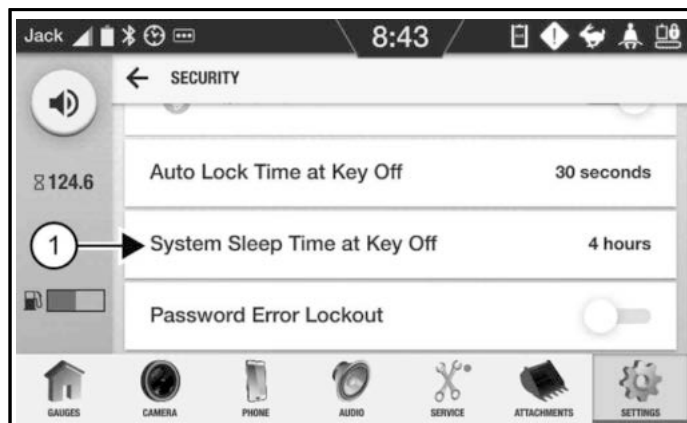 Jack 8:43
← SECURITY
124.6
Auto Lock Time at Key Off 30 seconds
1 System Sleep Time at Key Off 4 hours
Password Error Lockout
GAUGES CAMERA PHONE AUDIO SERVICE ATTACHMENTS SETTINGS